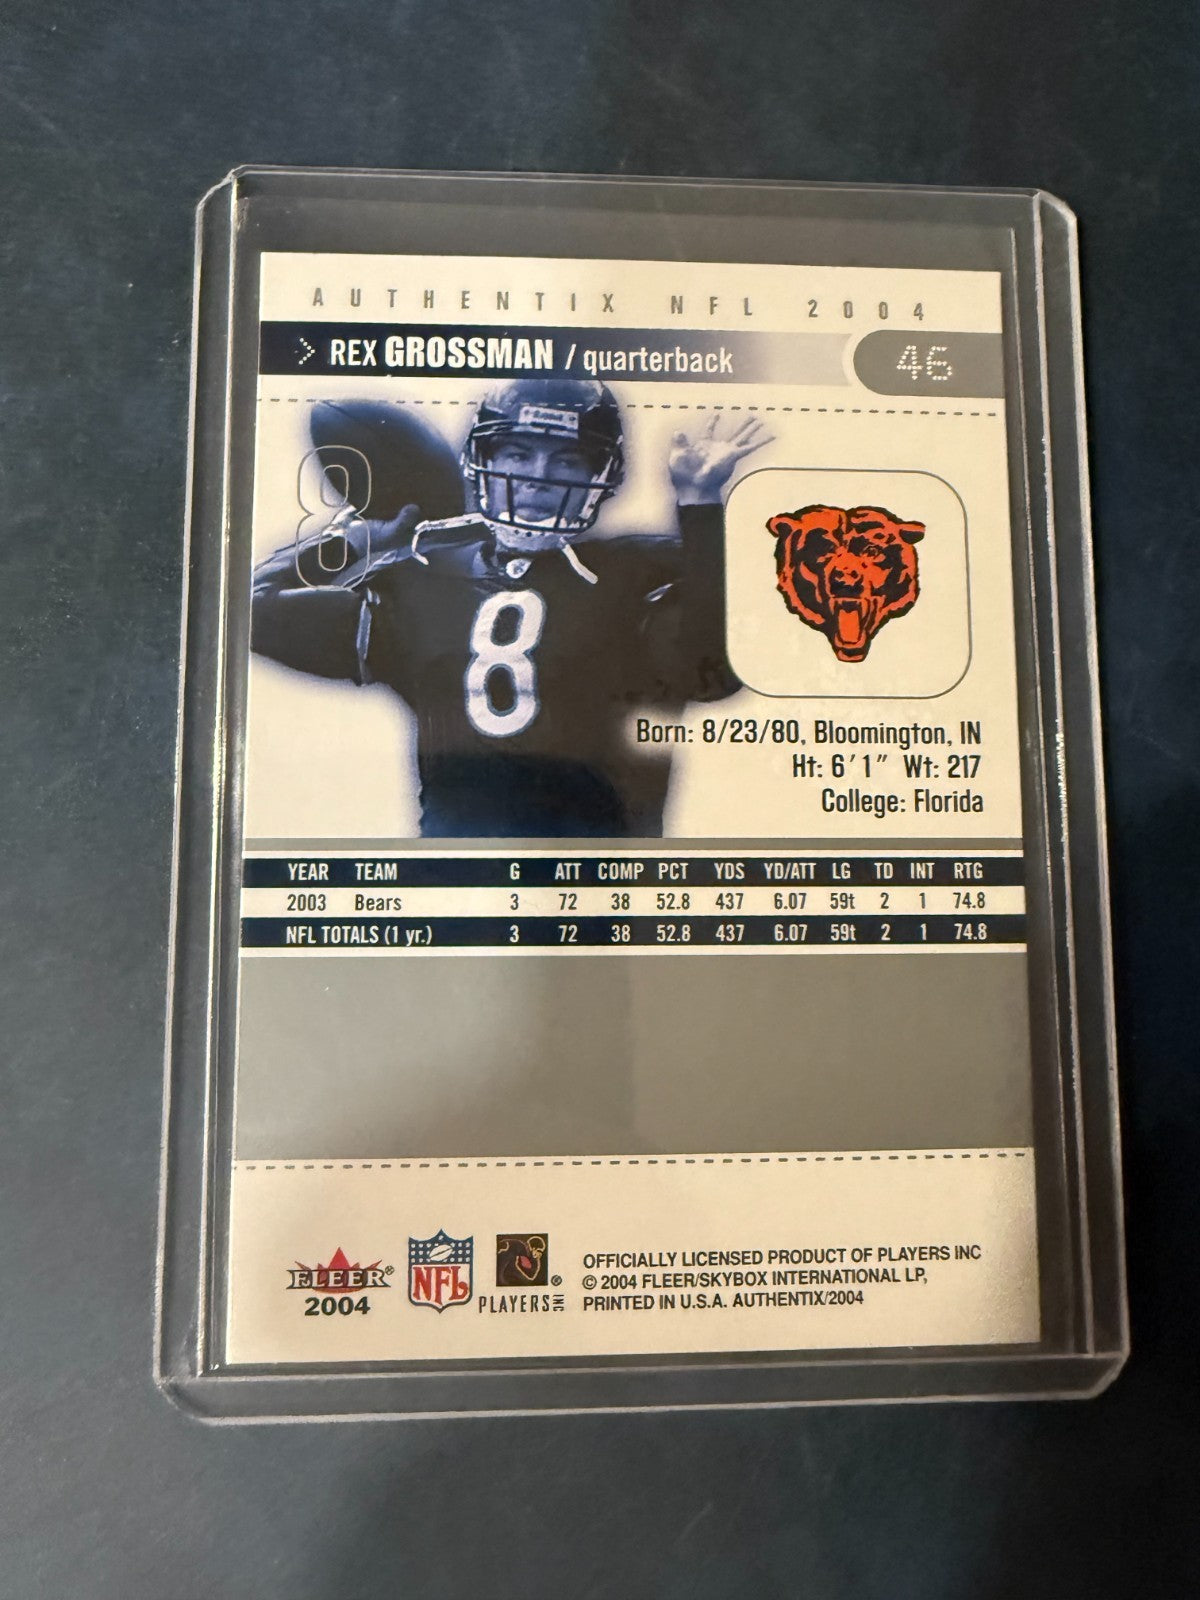 AUTHENTIX NFL 2004
REX GROSSMAN / quarterback
46
8
8
Born: 8/23/80, Bloomington, IN
Ht: 6'1" Wt: 217
College: Florida
YEAR TEAM G ATT COMP PCT YDS YD/ATT LG TD INT RTG
2003 Bears 3 72 38 52.8 437 6.07 59t 2 1 74.8
NFL TOTALS (1 yr.) 3 72 38 52.8 437 6.07 59t 2 1 74.8
FLEER®
2004
NFL
PLAYERS INC ®
OFFICIALLY LICENSED PRODUCT OF PLAYERS INC
© 2004 FLEER/SKYBOX INTERNATIONAL LP,
PRINTED IN U.S.A. AUTHENTIX/2004